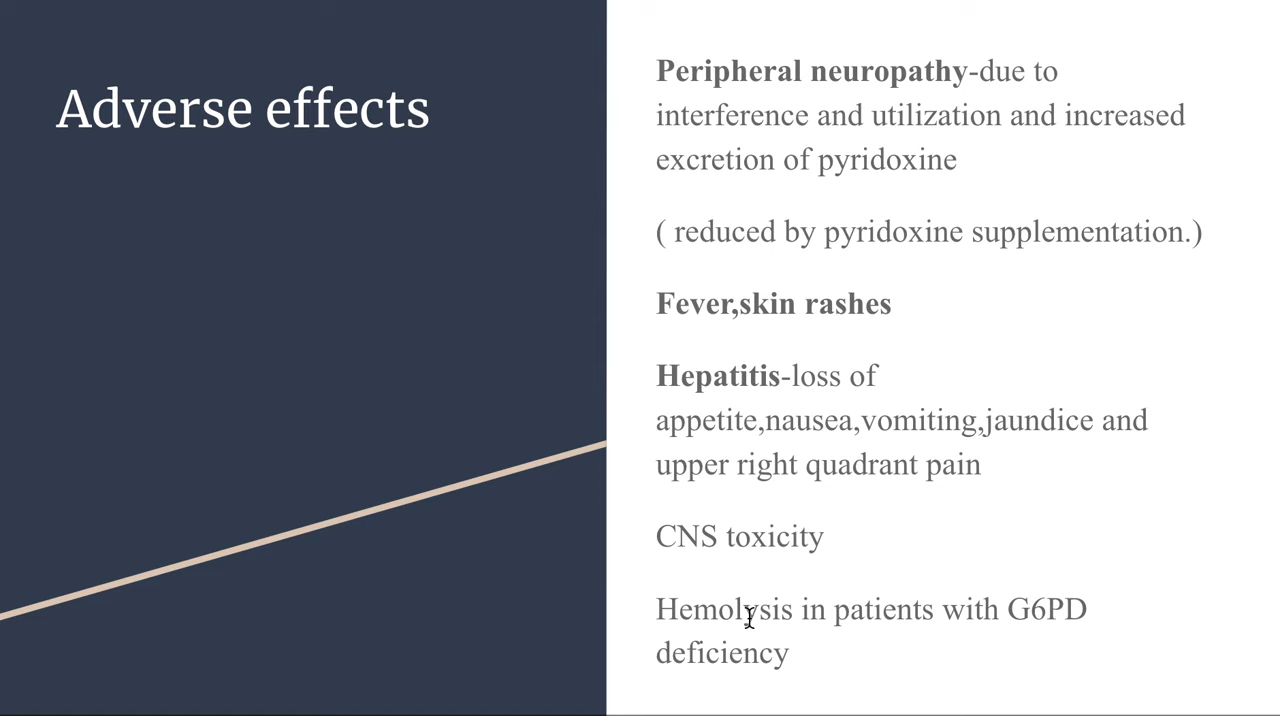 Adverse effects
Peripheral neuropathy-due to
interference and utilization and increased
excretion of pyridoxine
( reduced by pyridoxine supplementation.)
Fever,skin rashes
Hepatitis-loss of
appetite,nausea,vomiting,jaundice and
upper right quadrant pain
CNS toxicity
Hemolysis in patients with G6PD
deficiency